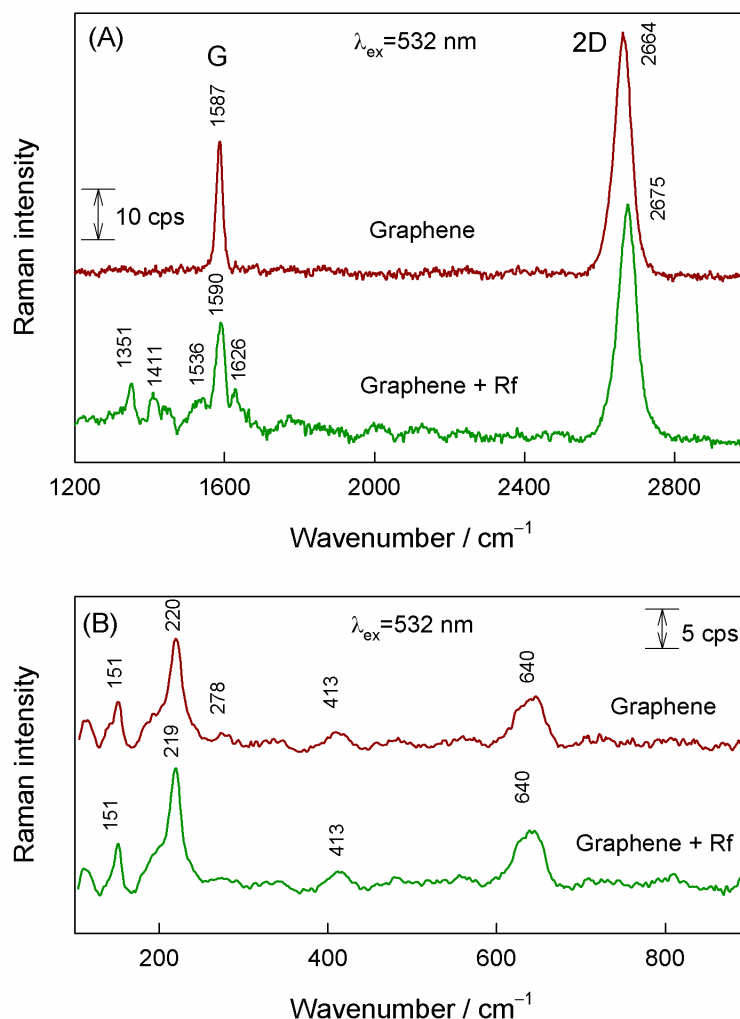 (A)
λex=532 nm
G
2D
1587
2664
2675
10 cps
Graphene
1590
1351
1411
1536
1626
Graphene + Rf
Raman intensity
1200 1600 2000 2400 2800
Wavenumber / cm⁻¹
(B)
λex=532 nm
5 cps
220
151
278
413
640
Graphene
219
151
413
640
Graphene + Rf
Raman intensity
200 400 600 800
Wavenumber / cm⁻¹